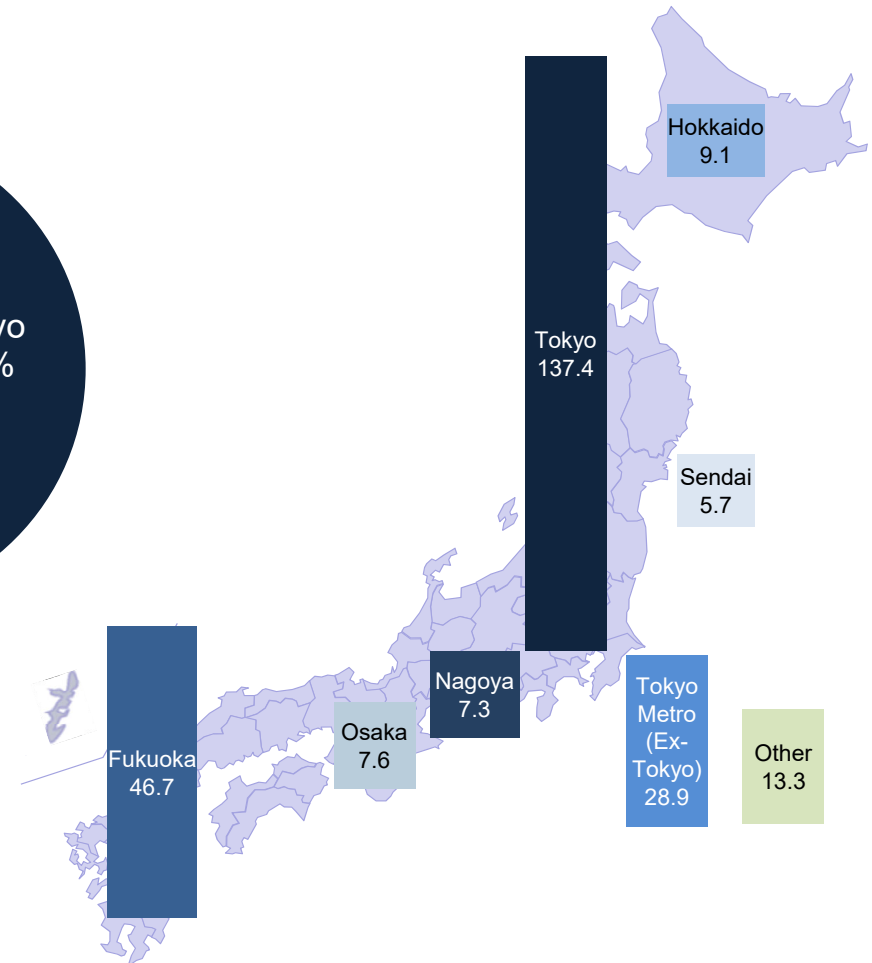 Hokkaido
9.1
%
Tokyo
137.4
Sendai
5.7
Nagoya
7.3
Tokyo
Metro
(Ex-
Tokyo)
28.9
Osaka
7.6
Other
13.3
Fukuoka
46.7